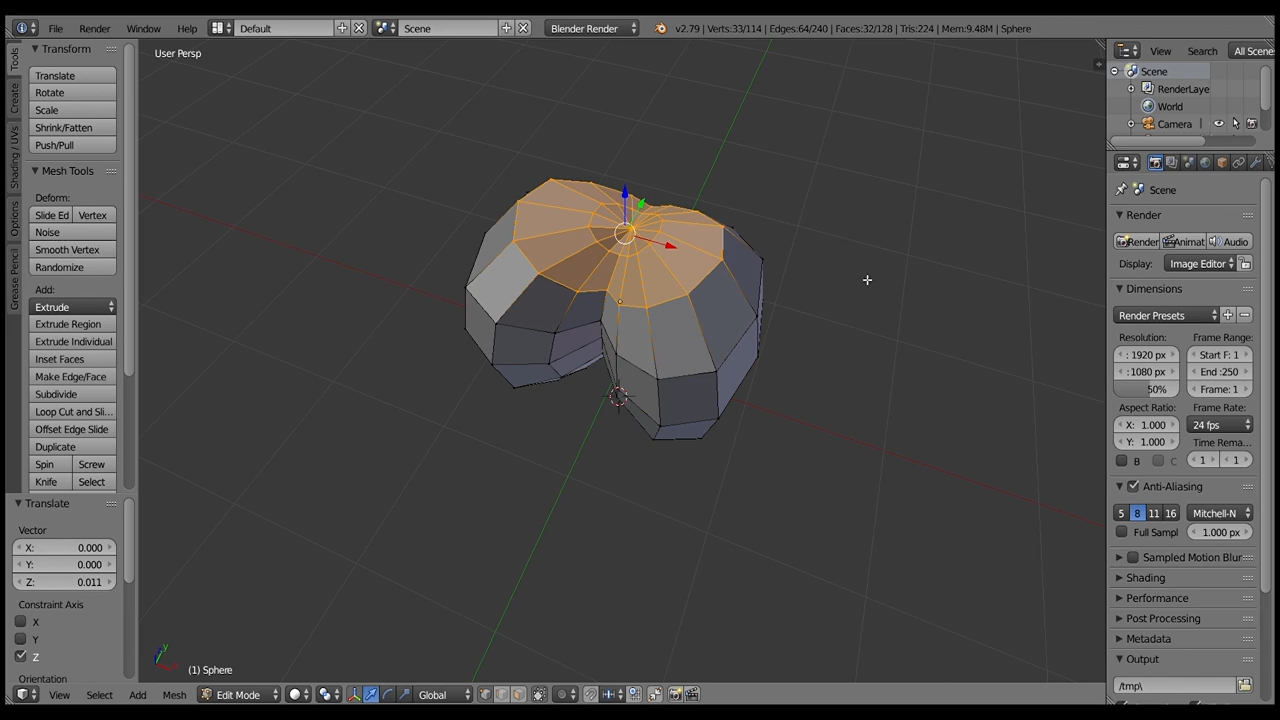 File Render Window Help Default Scene Blender Render v2.79 | Verts:33/114 | Edges:64/240 | Faces:32/128 | Tris:224 | Mem:9.48M | Sphere
Tools
Create
Shading / UVs
Options
Grease Pencil
Transform
Translate
Rotate
Scale
Shrink/Fatten
Push/Pull
Mesh Tools
Deform:
Slide Ed Vertex
Noise
Smooth Vertex
Randomize
Add:
Extrude
Extrude Region
Extrude Individual
Inset Faces
Make Edge/Face
Subdivide
Loop Cut and Sli...
Offset Edge Slide
Duplicate
Spin Screw
Knife Select
Translate
Vector
X: 0.000
Y: 0.000
Z: 0.011
Constraint Axis
X
Y
Z
Orientation
User Persp
(1) Sphere
View Select Add Mesh Edit Mode Global
View Search All Scene
Scene
RenderLaye
World
Camera
Scene
Render
Render Animat Audio
Display: Image Editor
Dimensions
Render Presets
Resolution: Frame Range:
: 1920 px Start F: 1
:1080 px End :250
50% Frame: 1
Aspect Ratio: Frame Rate:
X: 1.000 24 fps
Y: 1.000 Time Rema...
B C 1 1
Anti-Aliasing
5 8 11 16 Mitchell-N
Full Sampl 1.000 px
Sampled Motion Blur
Shading
Performance
Post Processing
Metadata
Output
/tmp\